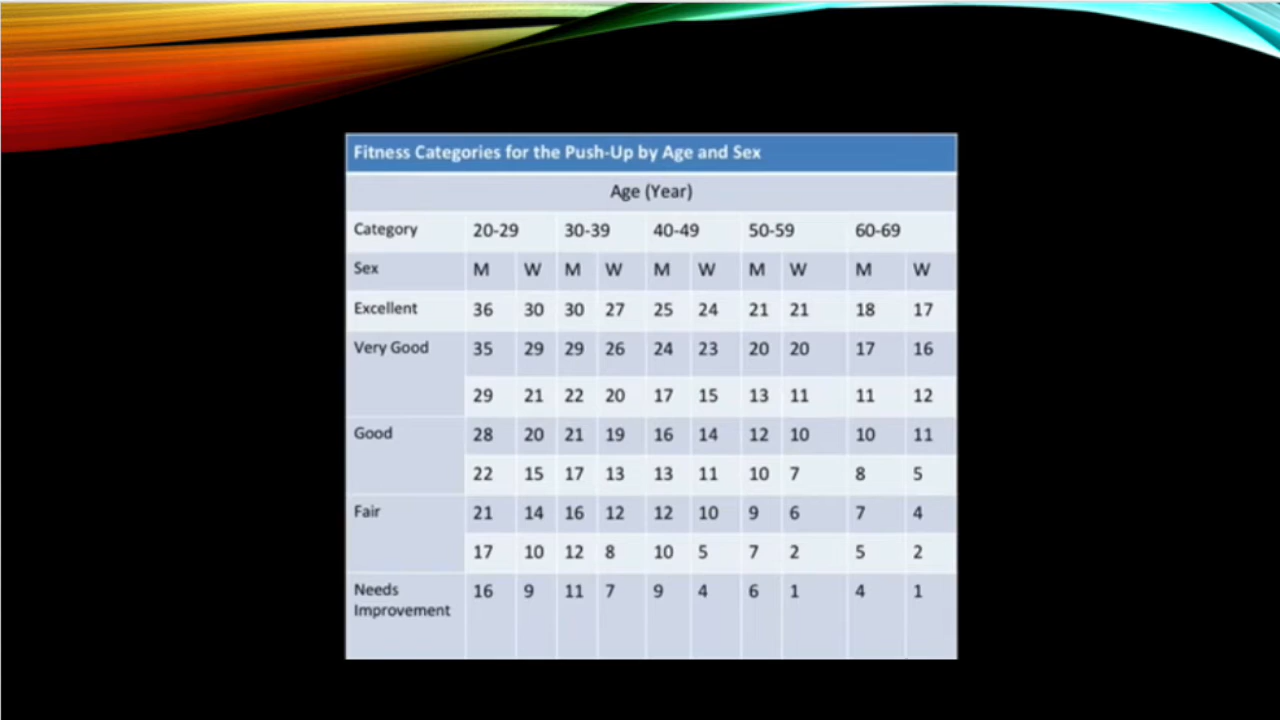 Fitness Categories for the Push-Up by Age and Sex
Age (Year)
Category 20-29 30-39 40-49 50-59 60-69
Sex M W M W M W M W M W
Excellent 36 30 30 27 25 24 21 21 18 17
Very Good 35 29 29 26 24 23 20 20 17 16
29 21 22 20 17 15 13 11 11 12
Good 28 20 21 19 16 14 12 10 10 11
22 15 17 13 13 11 10 7 8 5
Fair 21 14 16 12 12 10 9 6 7 4
17 10 12 8 10 5 7 2 5 2
Needs 16 9 11 7 9 4 6 1 4 1
Improvement